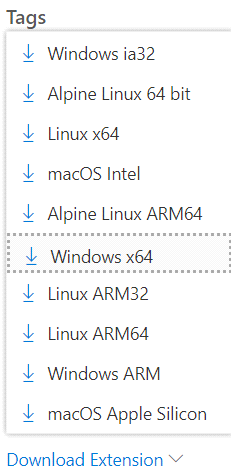 Tags
Windows ia32
Alpine Linux 64 bit
Linux x64
macOS Intel
Alpine Linux ARM64
Windows x64
Linux ARM32
Linux ARM64
Windows ARM
macOS Apple Silicon
Download Extension